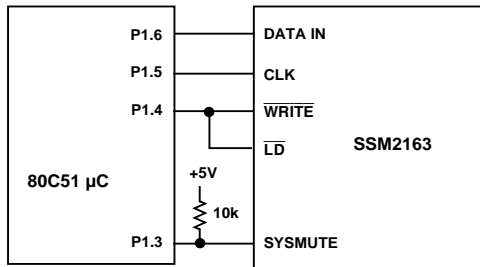 P1.6 DATA IN
P1.5 CLK
P1.4 WRITE
LD
SSM2163
80C51 µC
+5V
10k
P1.3 SYSMUTE